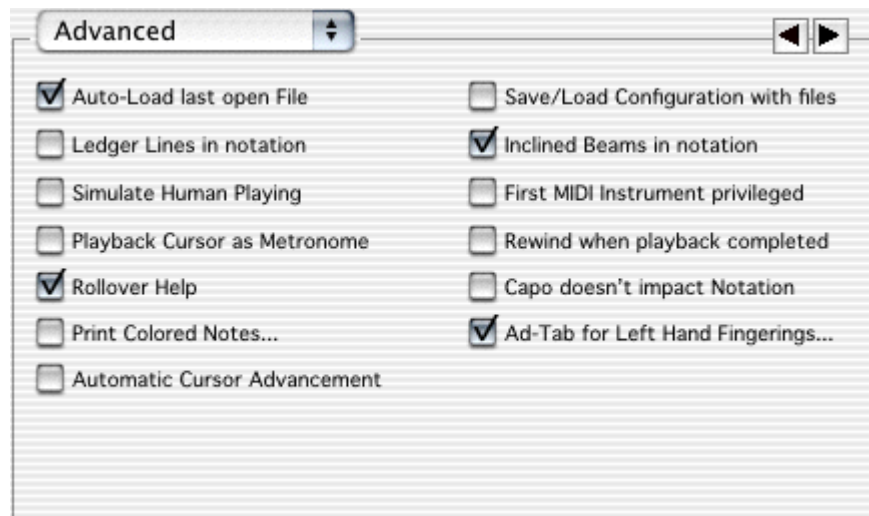 Advanced
Auto-Load last open File
Ledger Lines in notation
Simulate Human Playing
Playback Cursor as Metronome
Rollover Help
Print Colored Notes...
Automatic Cursor Advancement
Save/Load Configuration with files
Inclined Beams in notation
First MIDI Instrument privileged
Rewind when playback completed
Capo doesn't impact Notation
Ad-Tab for Left Hand Fingerings...